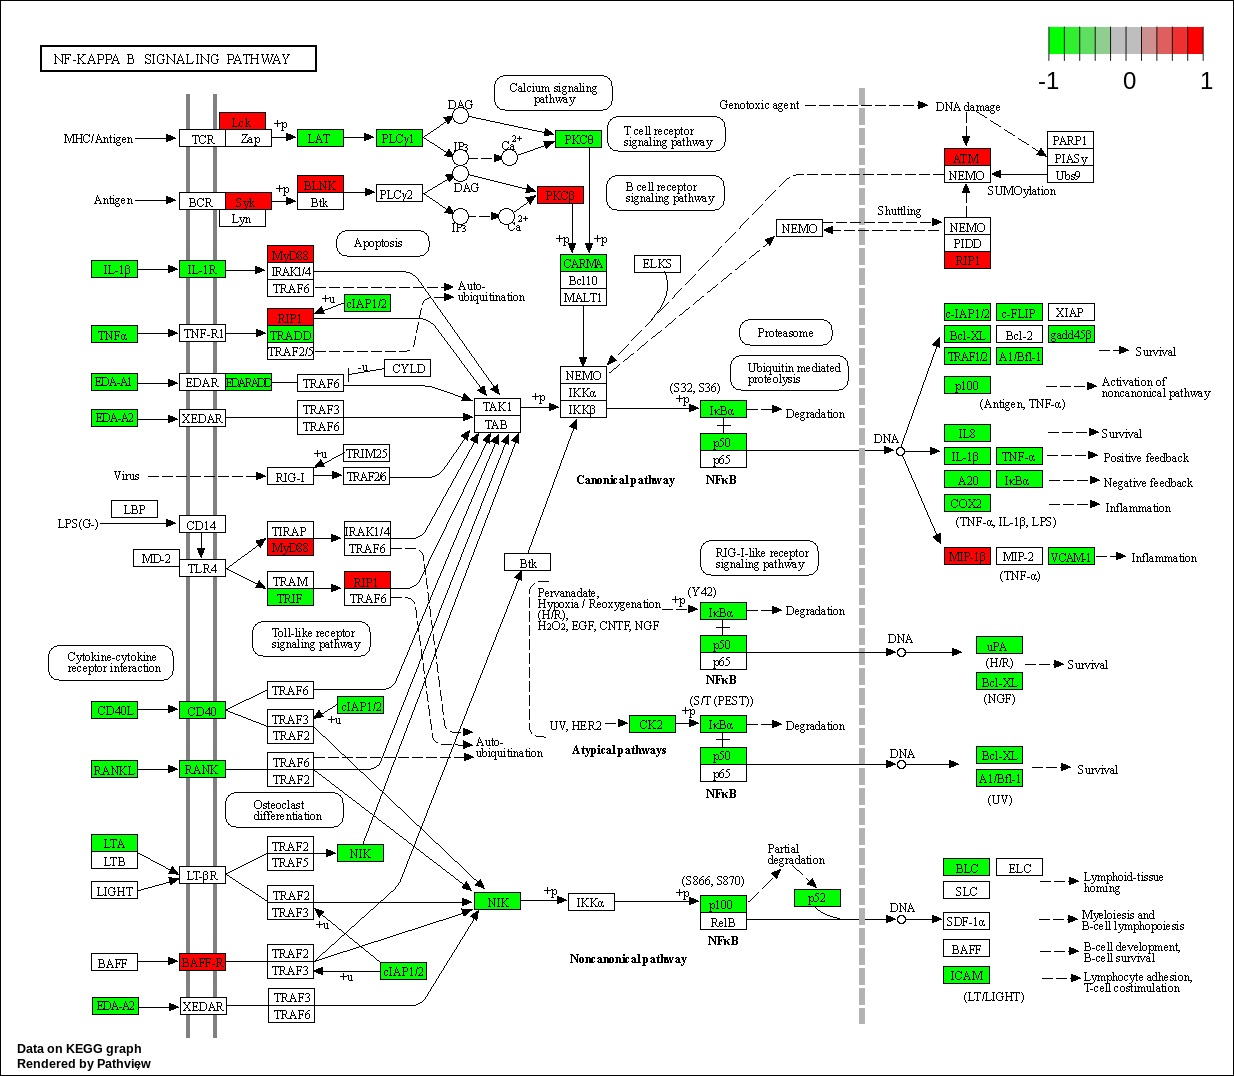 NF-KAPPA B SIGNALING PATHWAY
-1 0 1
Calcium signaling
pathway
DAG
Genotoxic agent
DNA damage
MHC/Antigen
TCR
Lck
Zap
+p
LAT
PLCγ1
IP3
Ca2+
PKCθ
T cell receptor
signaling pathway
PARP1
PIASy
Ubs9
ATM
NEMO
SUMOylation
Antigen
BCR
Syk
Lyn
+p
BLNK
Btk
PLCγ2
DAG
IP3
Ca2+
PKCβ
B cell receptor
signaling pathway
Shuttling
NEMO
NEMO
PIDD
RIP1
Apoptosis
+p
+p
IL-1β
IL-1R
MyD88
IRAK1/4
TRAF6
Auto-
ubiquitination
CARMA
Bcl10
MALT1
ELKS
+u
cIAP1/2
TNFα
TNF-R1
RIP1
TRADD
TRAF2/5
Proteasome
c-IAP1/2
c-FLIP
XIAP
Bcl-XL
Bcl-2
gadd45β
TRAF1/2
A1/Bfl-1
Survival
EDA-A1
EDAR
EDARADD
TRAF6
-u
CYLD
NEMO
IKKα
IKKβ
Ubiquitin mediated
proteolysis
p100
Activation of
noncanonical pathway
(Antigen, TNF-α)
EDA-A2
XEDAR
TRAF3
TRAF6
TAK1
TAB
+p
(S32, S36)
+p
IκBα
Degradation
p50
p65
NFκB
Canonical pathway
DNA
IL8
Survival
IL-1β
TNF-α
Positive feedback
A20
IκBα
Negative feedback
COX2
Inflammation
(TNF-α, IL-1β, LPS)
Virus
RIG-I
+u
TRIM25
TRAF2/6
LBP
LPS(G-)
CD14
MD-2
TLR4
TIRAP
MyD88
IRAK1/4
TRAF6
TRAM
TRIF
RIP1
TRAF6
Btk
RIG-I-like receptor
signaling pathway
MIP-1β
MIP-2
VCAM-1
Inflammation
(TNF-α)
Pervanadate,
Hypoxia / Reoxygenation
(H/R),
H2O2, EGF, CNTF, NGF
+p
(Y42)
IκBα
Degradation
p50
p65
NFκB
DNA
uPA
(H/R)
Bcl-XL
(NGF)
Survival
Toll-like receptor
signaling pathway
Cytokine-cytokine
receptor interaction
CD40L
CD40
TRAF6
TRAF3
TRAF2
+u
cIAP1/2
Auto-
ubiquitination
UV, HER2
CK2
+p
(S/T (PEST))
IκBα
Degradation
p50
p65
NFκB
Atypical pathways
DNA
Bcl-XL
A1/Bfl-1
(UV)
Survival
RANKL
RANK
TRAF6
TRAF2
Osteoclast
differentiation
LTA
LTB
LIGHT
LT-βR
TRAF2
TRAF5
NIK
TRAF2
TRAF3
+u
NIK
+p
IKKα
+p
(S866, S870)
p100
RelB
NFκB
Partial
degradation
p52
Noncanonical pathway
DNA
BLC
ELC
SLC
Lymphoid-tissue
homing
SDF-1α
Myeloiesis and
B-cell lymphopoiesis
BAFF
B-cell development,
B-cell survival
ICAM
Lymphocyte adhesion,
T-cell costimulation
(LT/LIGHT)
BAFF
BAFF-R
TRAF2
TRAF3
+u
cIAP1/2
EDA-A2
XEDAR
TRAF3
TRAF6
Data on KEGG graph
Rendered by Pathview